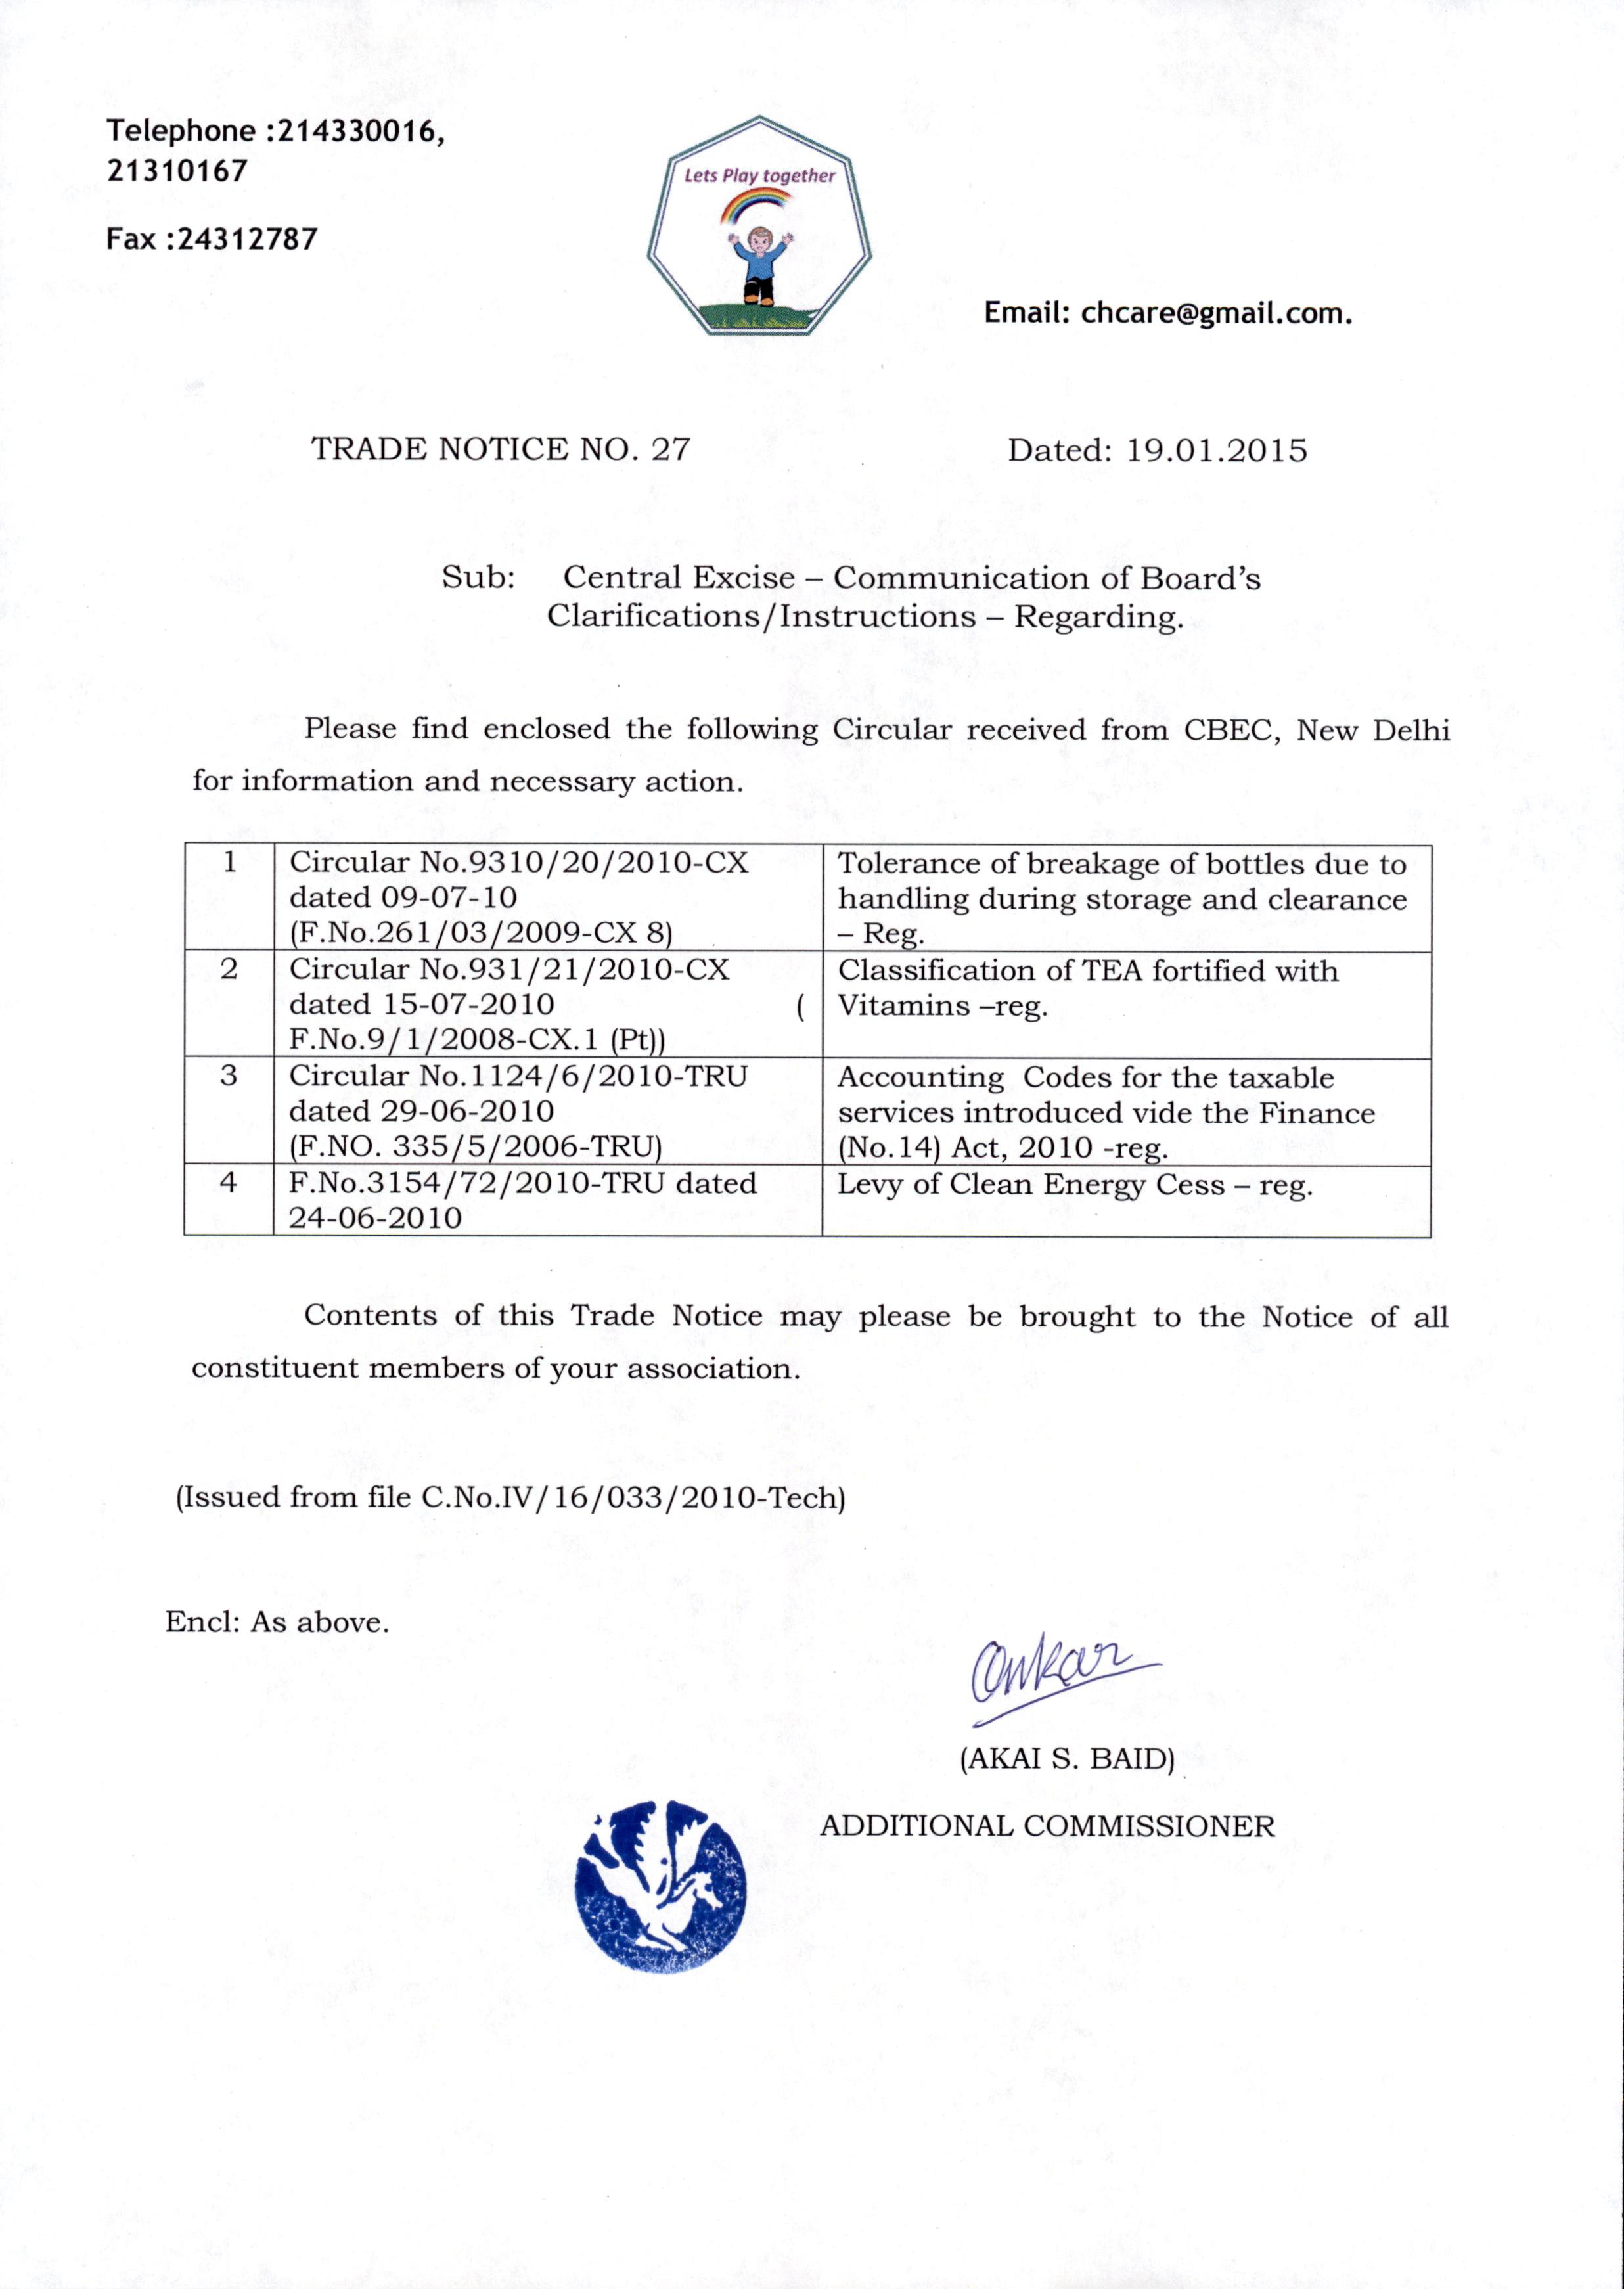 Telephone :214330016,
21310167
Fax :24312787
Lets Play together
Email: chcare@gmail.com.
TRADE NOTICE NO. 27 Dated: 19.01.2015
Sub: Central Excise – Communication of Board’s
Clarifications/Instructions – Regarding.
Please find enclosed the following Circular received from CBEC, New Delhi
for information and necessary action.
1 Circular No.9310/20/2010-CX
dated 09-07-10
(F.No.261/03/2009-CX 8)
Tolerance of breakage of bottles due to
handling during storage and clearance
– Reg.
2 Circular No.931/21/2010-CX
dated 15-07-2010 (
F.No.9/1/2008-CX.1 (Pt))
Classification of TEA fortified with
Vitamins –reg.
3 Circular No.1124/6/2010-TRU
dated 29-06-2010
(F.NO. 335/5/2006-TRU)
Accounting Codes for the taxable
services introduced vide the Finance
(No.14) Act, 2010 -reg.
4 F.No.3154/72/2010-TRU dated
24-06-2010
Levy of Clean Energy Cess – reg.
Contents of this Trade Notice may please be brought to the Notice of all
constituent members of your association.
(Issued from file C.No.IV/16/033/2010-Tech)
Encl: As above.
Onkar
(AKAI S. BAID)
ADDITIONAL COMMISSIONER